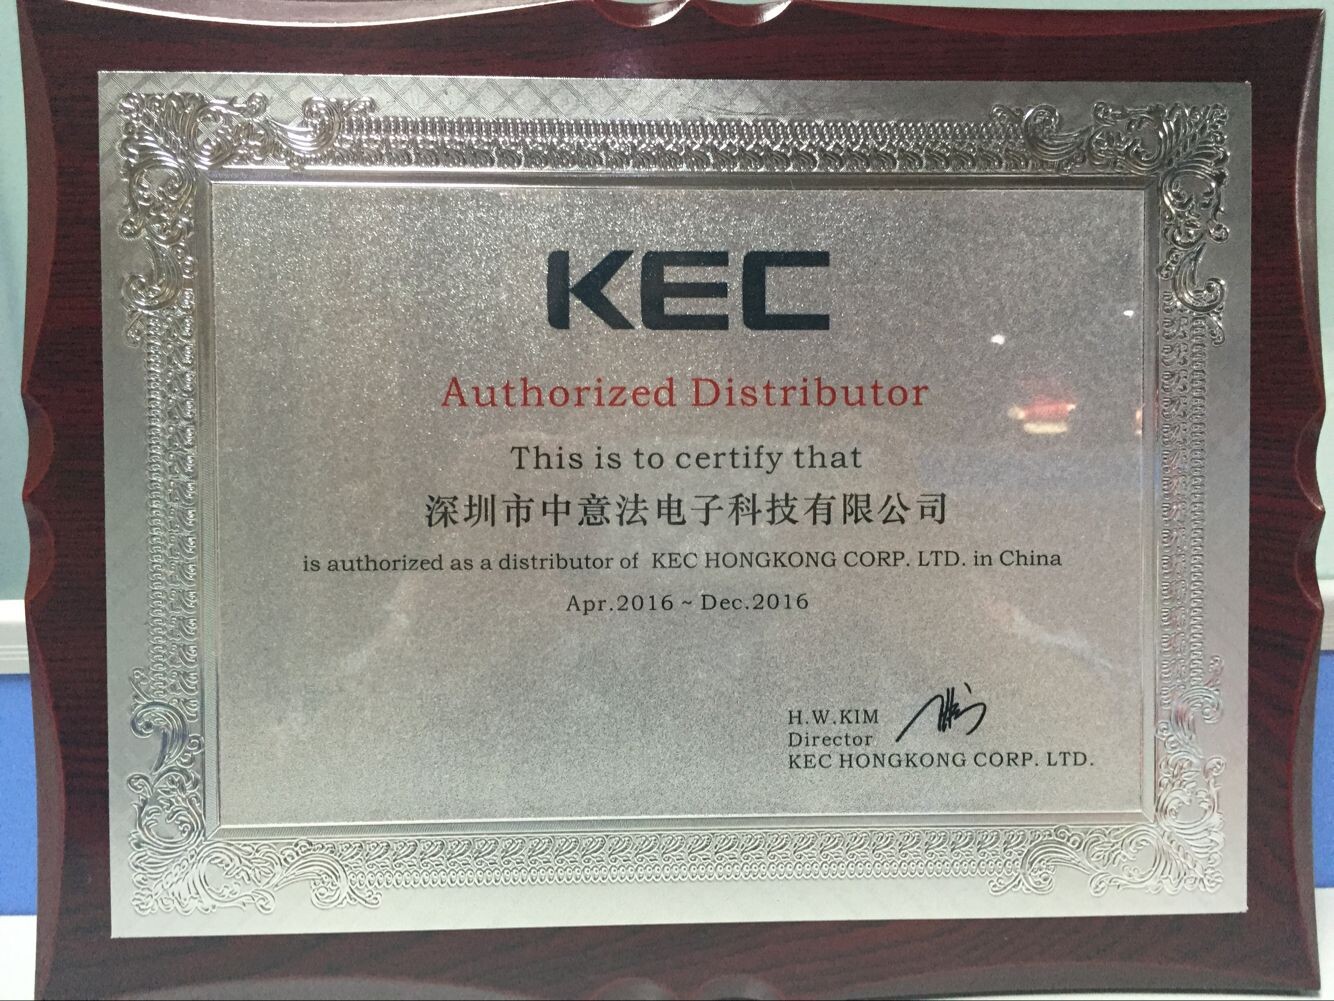 KEC
Authorized Distributor
This is to certify that
深圳市中意法电子科技有限公司
is authorized as a distributor of KEC HONGKONG CORP. LTD. in China
Apr.2016 ~ Dec.2016
H.W.KIM
Director
KEC HONGKONG CORP. LTD.